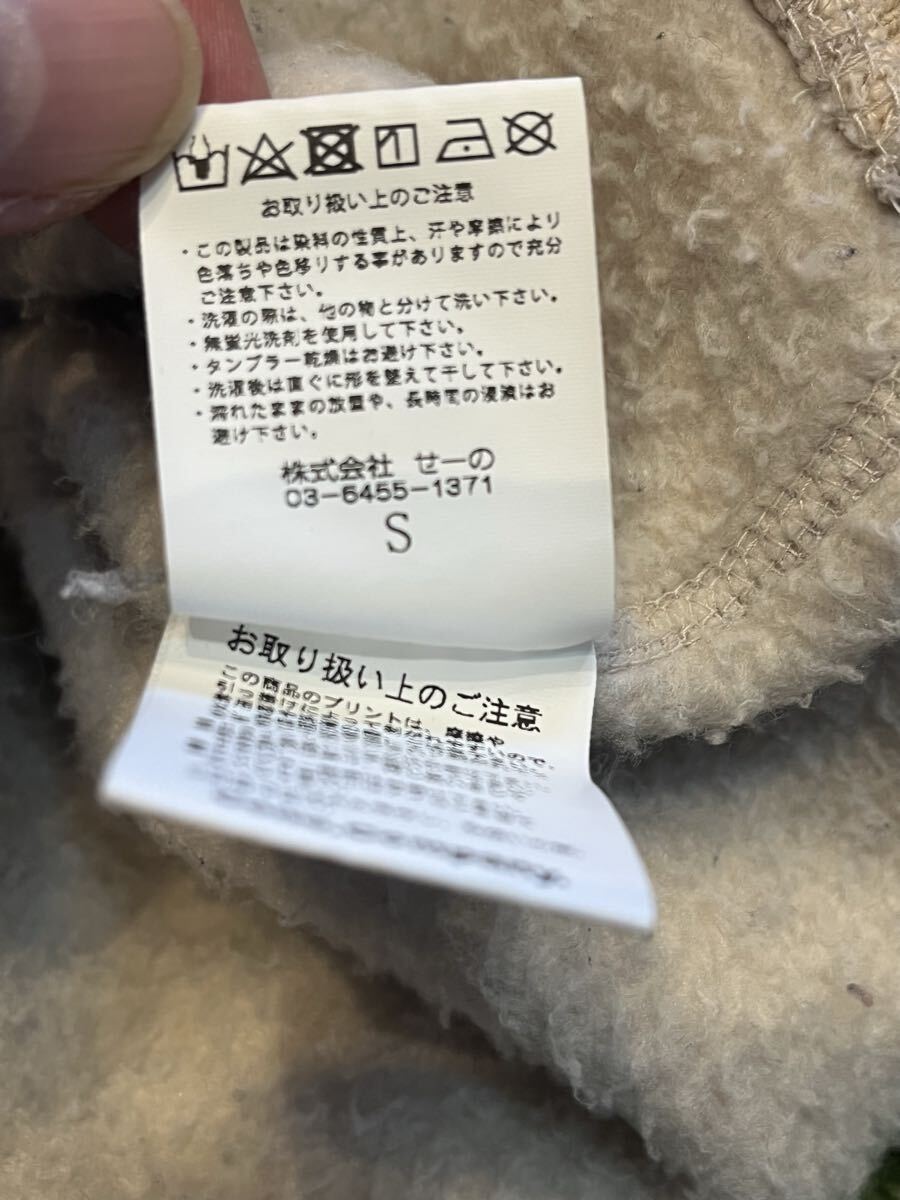 お取り扱い上のご注意
・この製品は染料の性質上、汗や摩擦により
色落ちや色移りする事がありますので充分
ご注意下さい。
・洗濯の際は、他の物と分けて洗い下さい。
・無蛍光洗剤を使用して下さい。
・タンブラー乾燥はお避け下さい。
・洗濯後は直ぐに形を整えて干して下さい。
・濡れたままの放置や、長時間の浸漬はお
避け下さい。
株式会社 せーの
03-6455-1371
S
お取り扱い上のご注意
この商品のプリントは、摩擦や